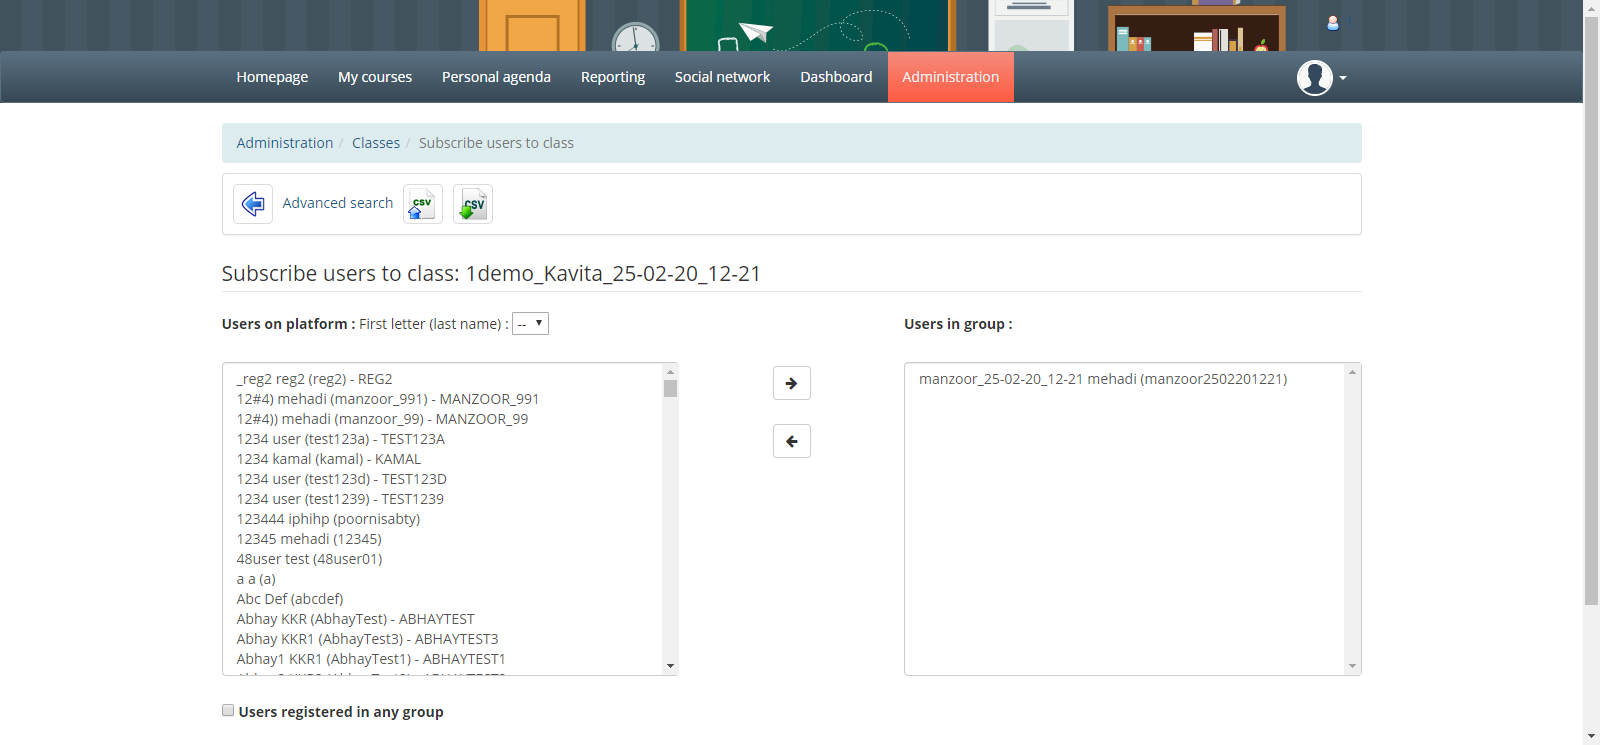 Homepage My courses Personal agenda Reporting Social network Dashboard Administration
Administration / Classes / Subscribe users to class
Advanced search CSV CSV
Subscribe users to class: 1demo_Kavita_25-02-20_12-21
Users on platform : First letter (last name) : --
Users in group :
_reg2 reg2 (reg2) - REG2
12#4) mehadi (manzoor_991) - MANZOOR_991
12#4)) mehadi (manzoor_99) - MANZOOR_99
1234 user (test123a) - TEST123A
1234 kamal (kamal) - KAMAL
1234 user (test123d) - TEST123D
1234 user (test1239) - TEST1239
123444 iphihp (poornisabty)
12345 mehadi (12345)
48user test (48user01)
a a (a)
Abc Def (abcdef)
Abhay KKR (AbhayTest) - ABHAYTEST
Abhay KKR1 (AbhayTest3) - ABHAYTEST3
Abhay1 KKR1 (AbhayTest1) - ABHAYTEST1
manzoor_25-02-20_12-21 mehadi (manzoor2502201221)
Users registered in any group